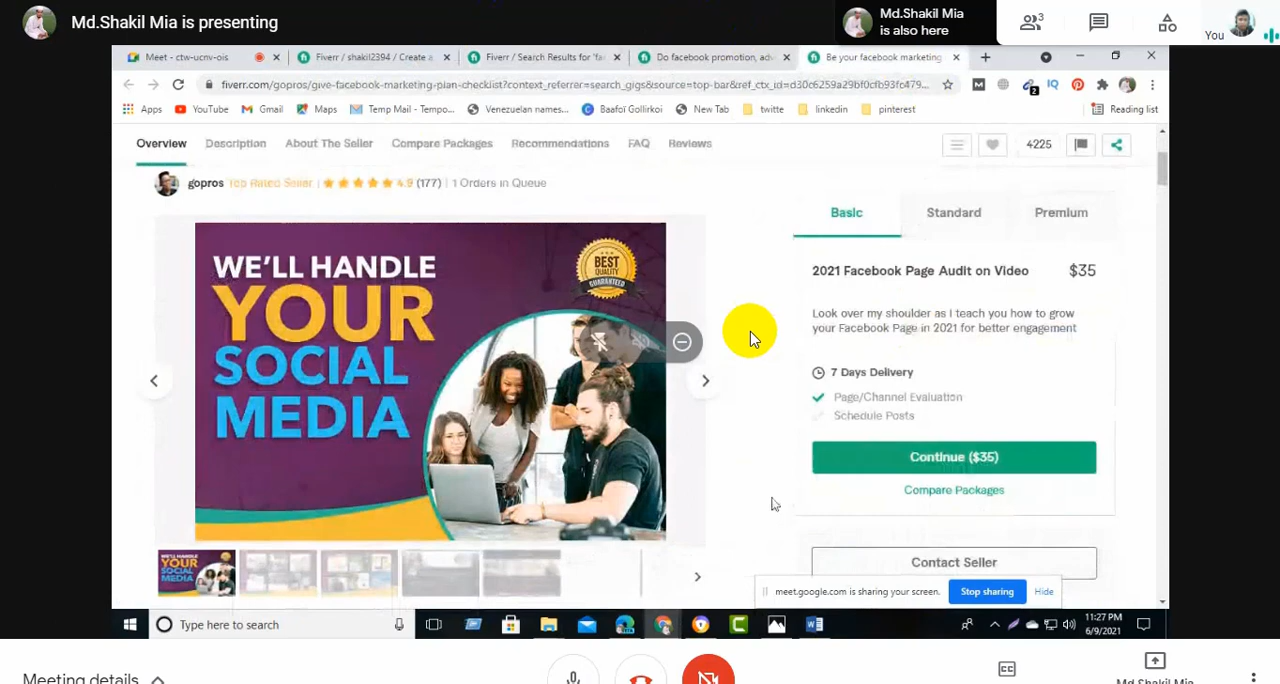 Md.Shakil Mia is presenting
Md.Shakil Mia
is also here
3
You
Meet - ctw-ucnv-ois
Fiverr / shakil2394 / Create a
Fiverr / Search Results for 'fa
Do facebook promotion, adv
Be your facebook marketing
fiverr.com/gopros/give-facebook-marketing-plan-checklist?context_referrer=search_gigs&source=top-bar&ref_ctx_id=d30c6259a29bf0cfb93fc479...
Apps
YouTube
Gmail
Maps
Temp Mail - Tempo...
Venezuelan names...
Baafoï Gollirkoi
New Tab
twitte
linkedin
pinterest
Reading list
Overview
Description
About The Seller
Compare Packages
Recommendations
FAQ
Reviews
4225
gopros Top Rated Seller | 4.9 (177) | 1 Orders in Queue
WE'LL HANDLE
YOUR
SOCIAL
MEDIA
BEST
QUALITY
GUARANTEED
Basic
Standard
Premium
2021 Facebook Page Audit on Video
$35
Look over my shoulder as I teach you how to grow
your Facebook Page in 2021 for better engagement
7 Days Delivery
Page/Channel Evaluation
Schedule Posts
Continue ($35)
Compare Packages
Contact Seller
meet.google.com is sharing your screen.
Stop sharing
Hide
Type here to search
11:27 PM
6/9/2021
Meeting details
Md.Shakil Mia